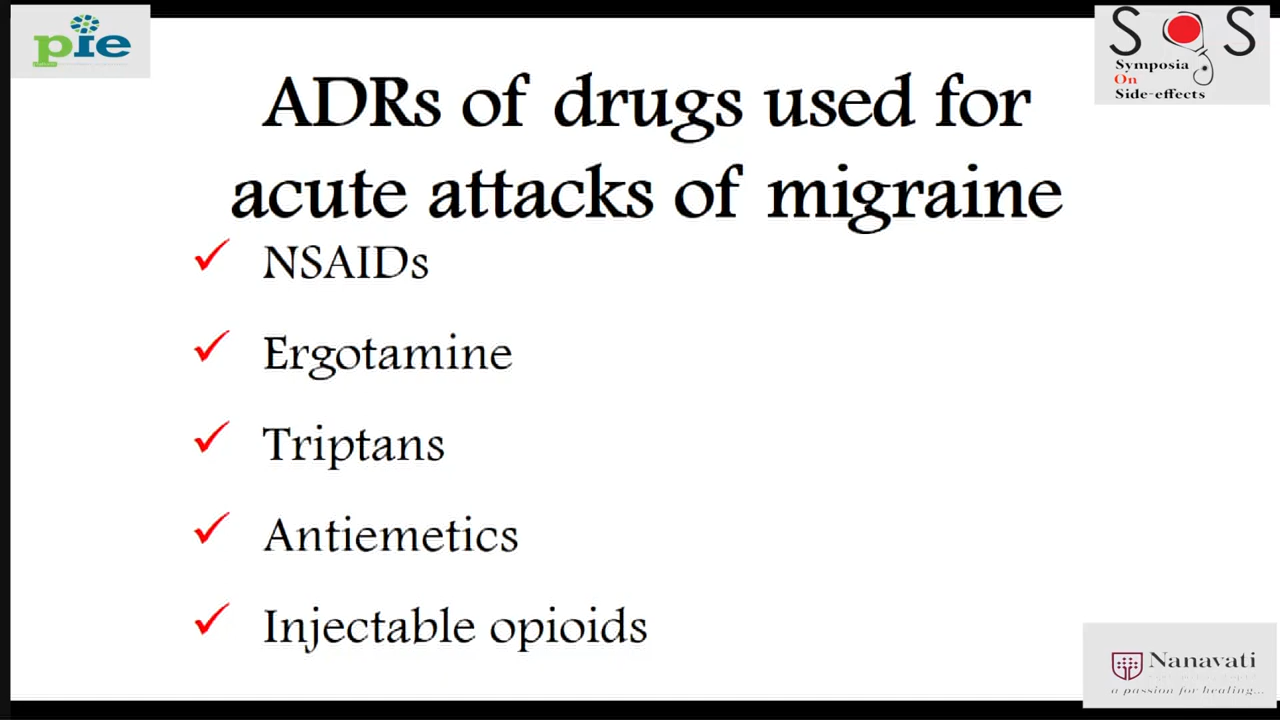 pie
S S
Symposia
On
Side-effects
ADRs of drugs used for
acute attacks of migraine
NSAIDs
Ergotamine
Triptans
Antiemetics
Injectable opioids
Nanavati
a passion for healing...